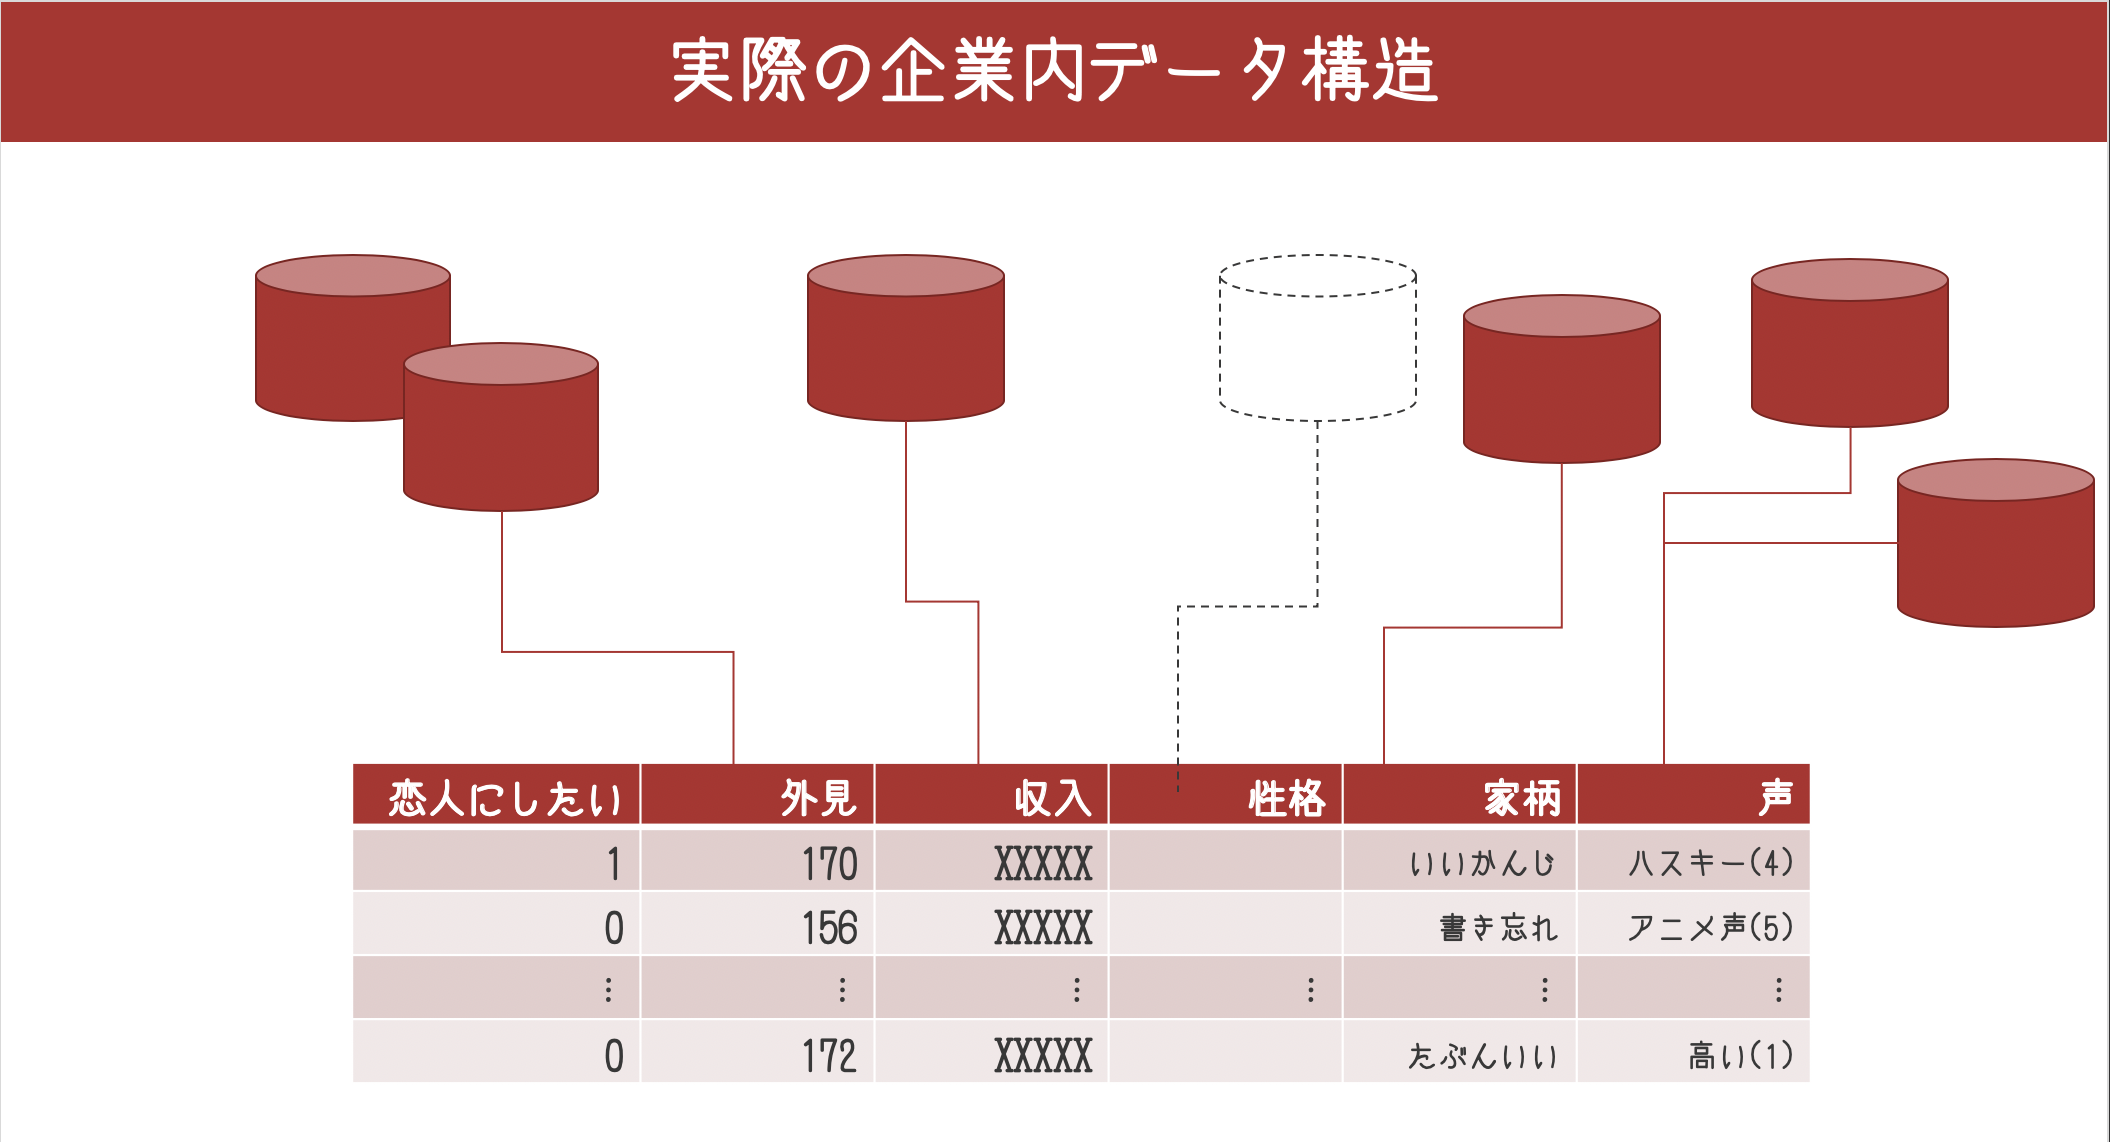 実際の企業内データ構造
恋人にしたい 外見 収入 性格 家柄 声
1 170 XXXXX いいかんじ ハスキー(4)
0 156 XXXXX 書き忘れ アニメ声(5)
⋮ ⋮ ⋮ ⋮ ⋮ ⋮
0 172 XXXXX たぶんいい 高い(1)